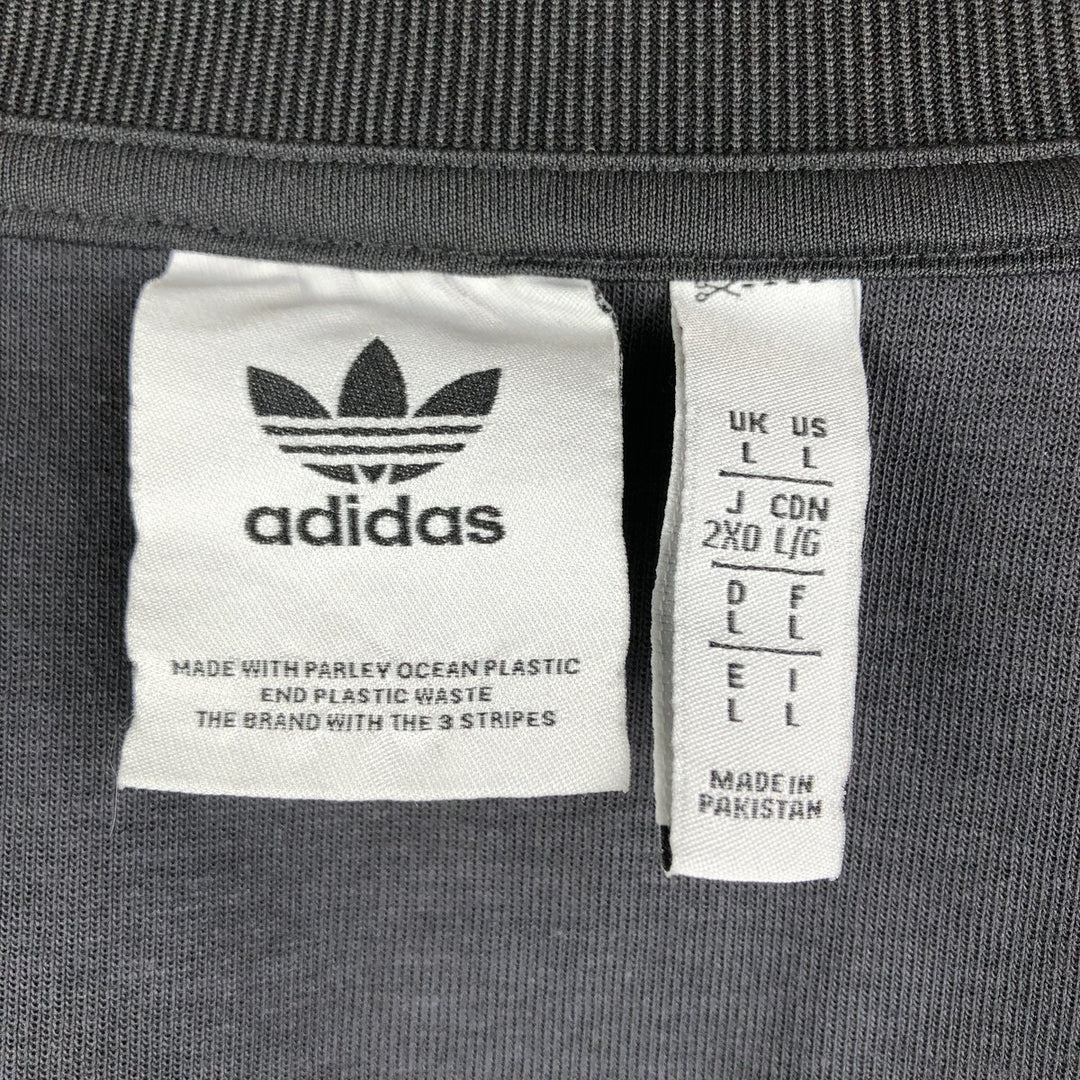 adidas
MADE WITH PARLEY OCEAN PLASTIC
END PLASTIC WASTE
THE BRAND WITH THE 3 STRIPES
UK US
L L
J CDN
2XO L/G
D F
L L
E I
L L
MADE IN
PAKISTAN